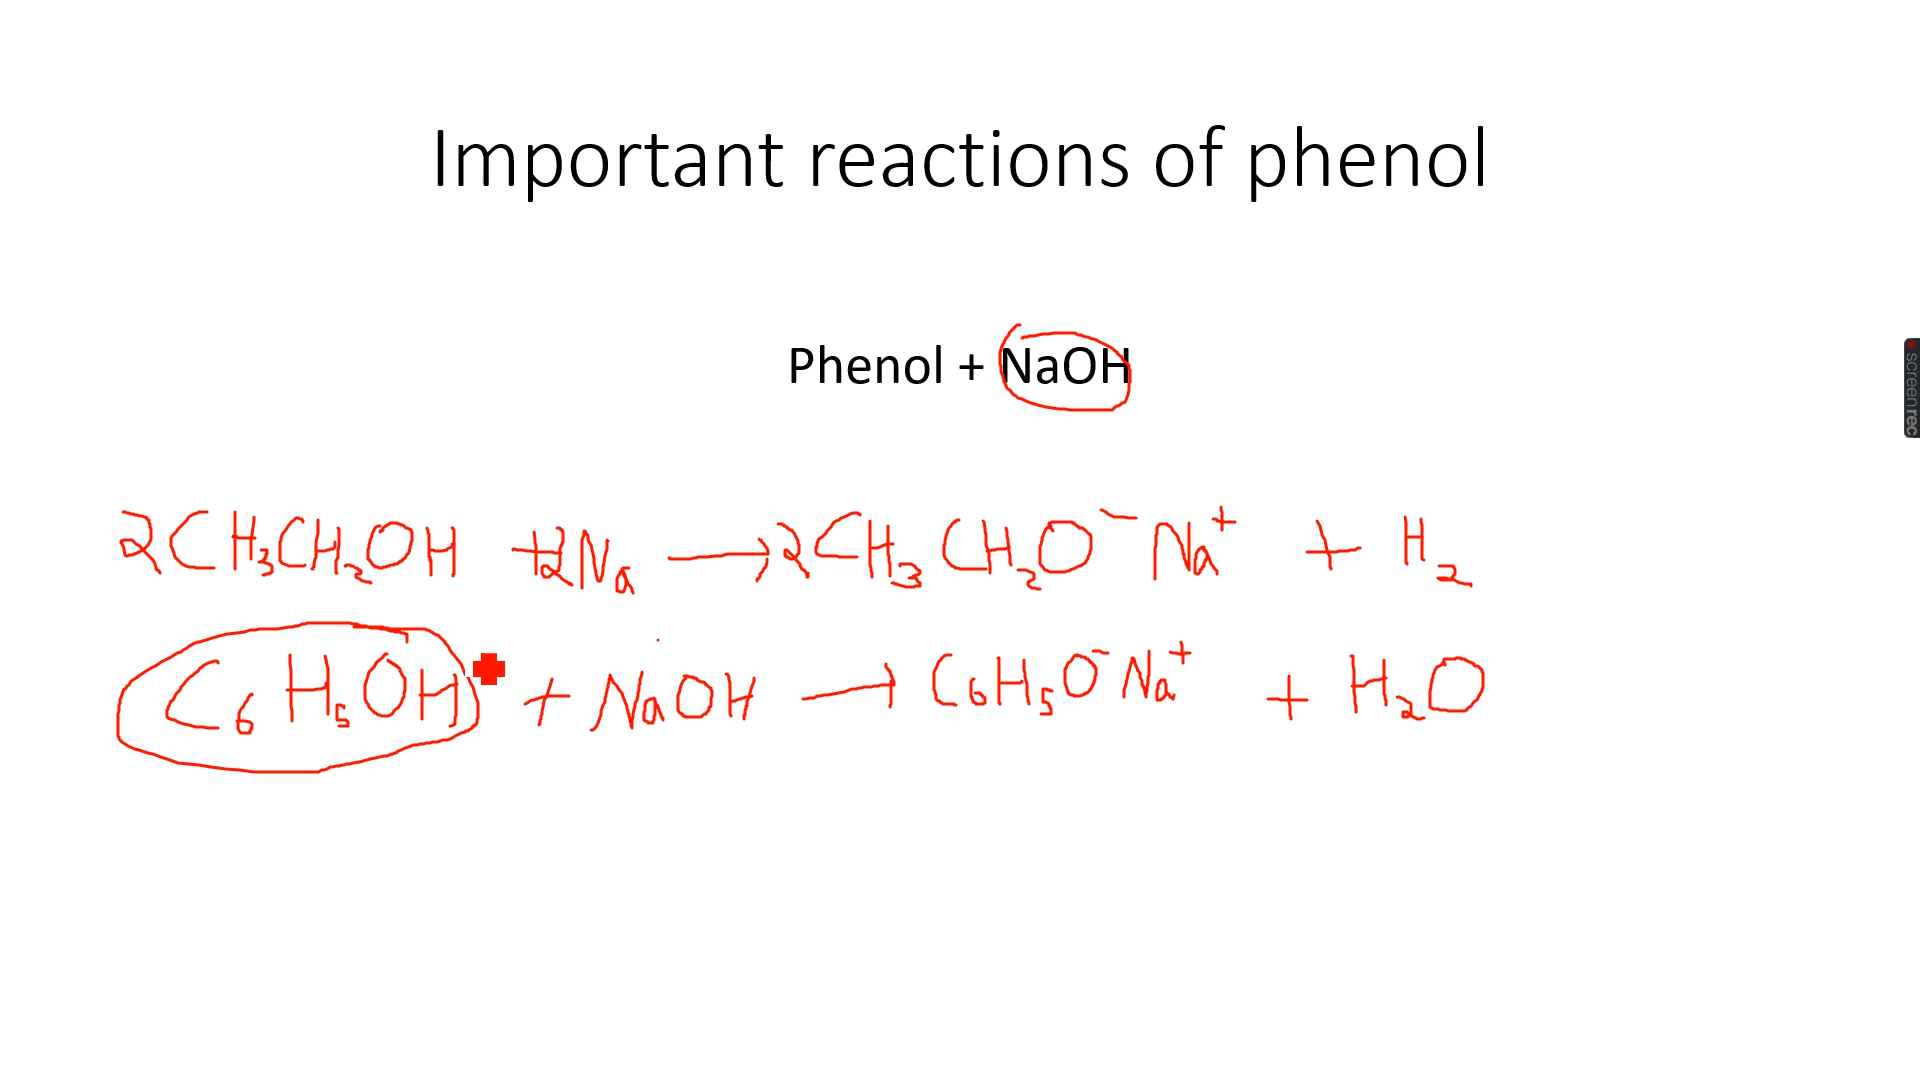 Important reactions of phenol
Phenol + NaOH
2CH₃CH₂OH + 2Na → 2CH₃CH₂O⁻Na⁺ + H₂
C₆H₅OH + NaOH → C₆H₅O⁻Na⁺ + H₂O
screenrec